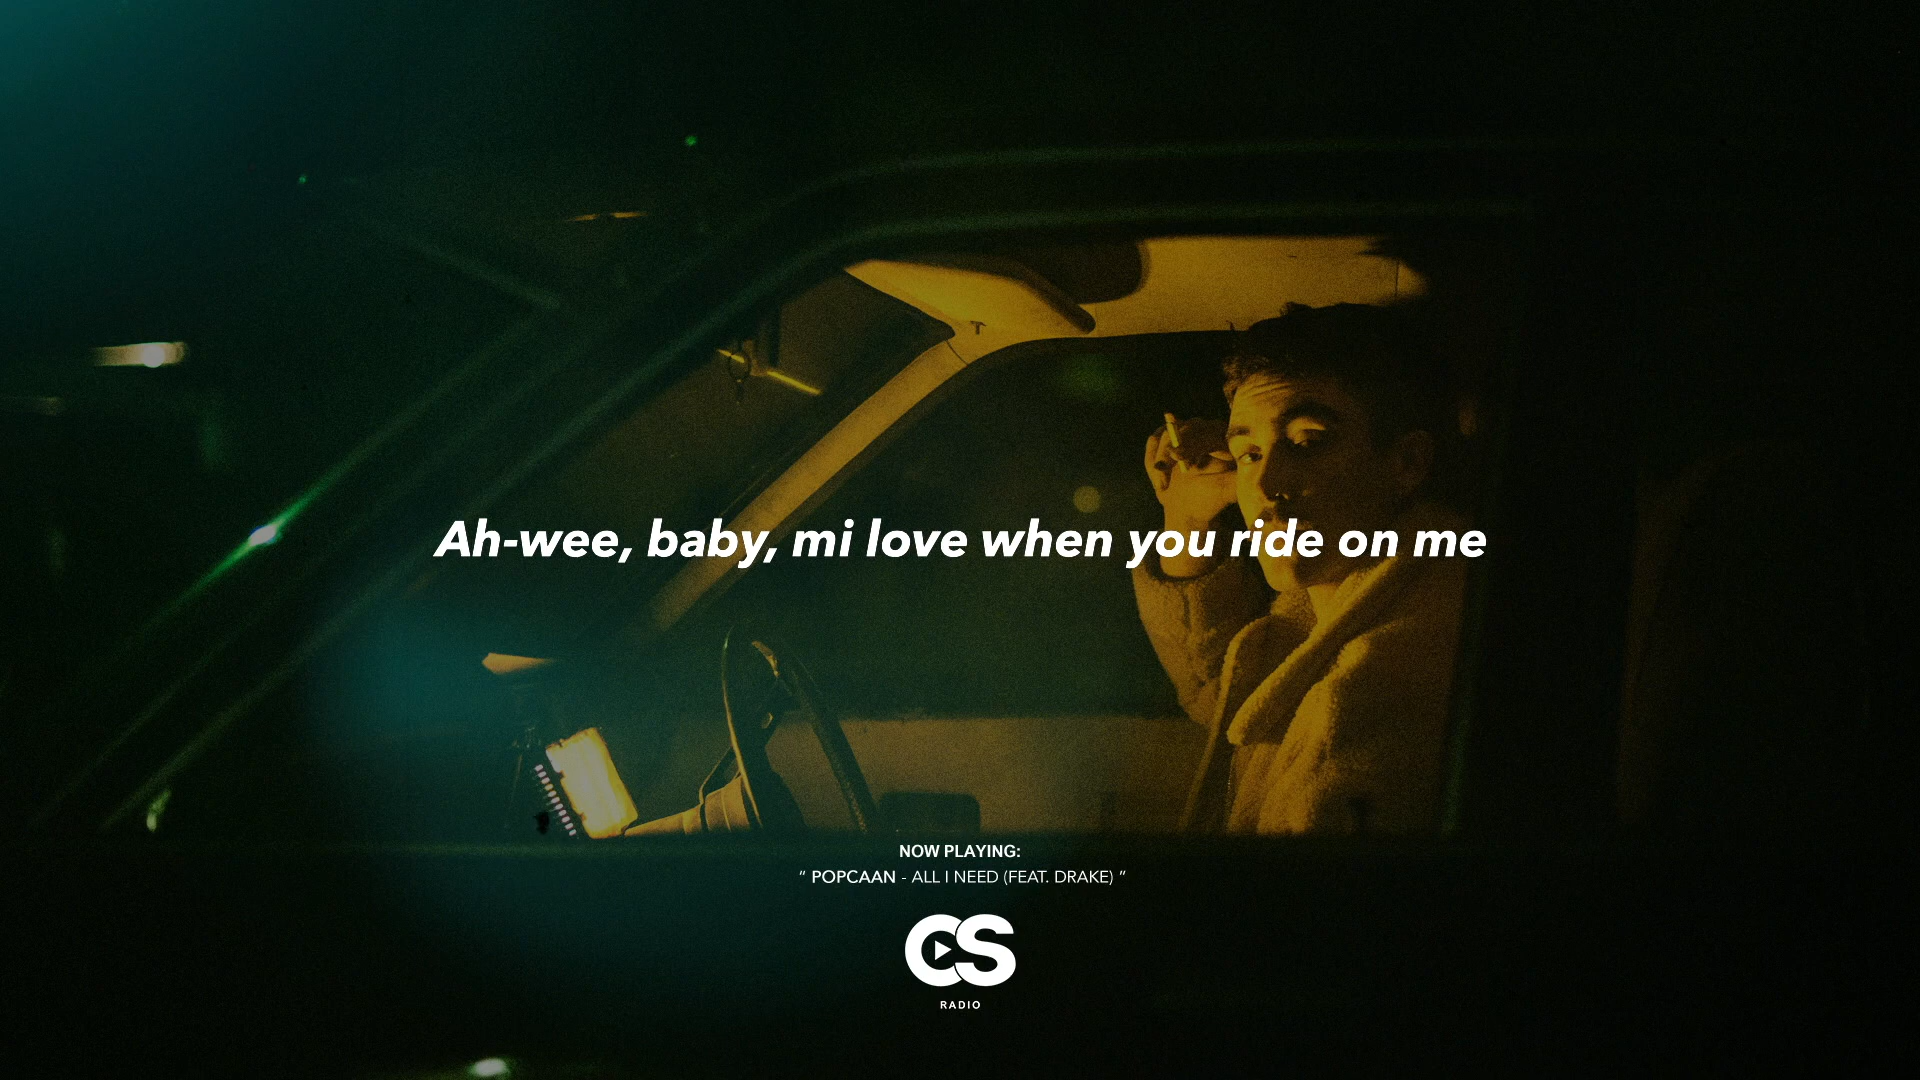 Ah-wee, baby, mi love when you ride on me
NOW PLAYING:
“ POPCAAN - ALL I NEED (FEAT. DRAKE) ”
CS
RADIO